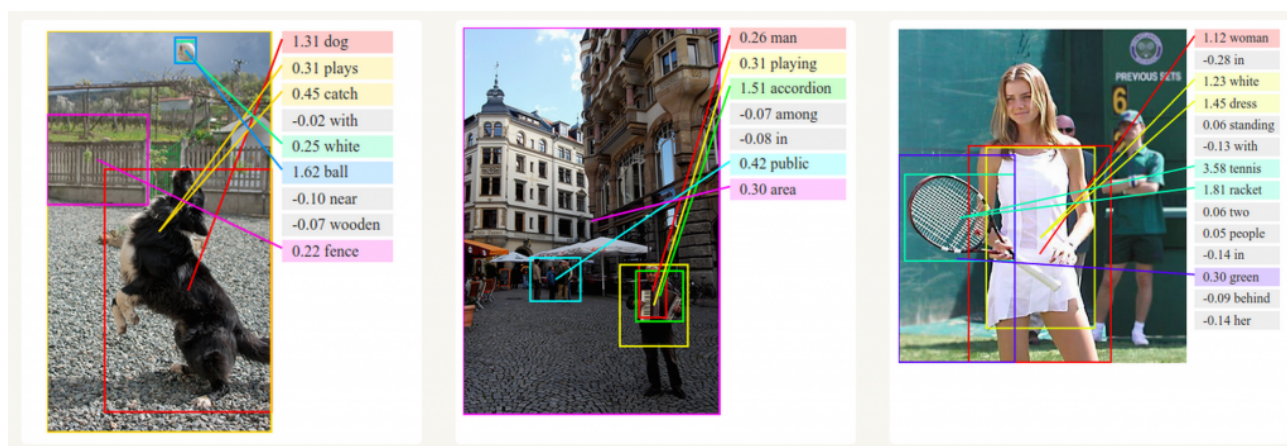 1.31 dog
0.31 plays
0.45 catch
-0.02 with
0.25 white
1.62 ball
-0.10 near
-0.07 wooden
0.22 fence
0.26 man
0.31 playing
1.51 accordion
-0.07 among
-0.08 in
0.42 public
0.30 area
1.12 woman
-0.28 in
1.23 white
1.45 dress
0.06 standing
-0.13 with
3.58 tennis
1.81 racket
0.06 two
0.05 people
-0.14 in
0.30 green
-0.09 behind
-0.14 her
PREVIOUS SETS
6